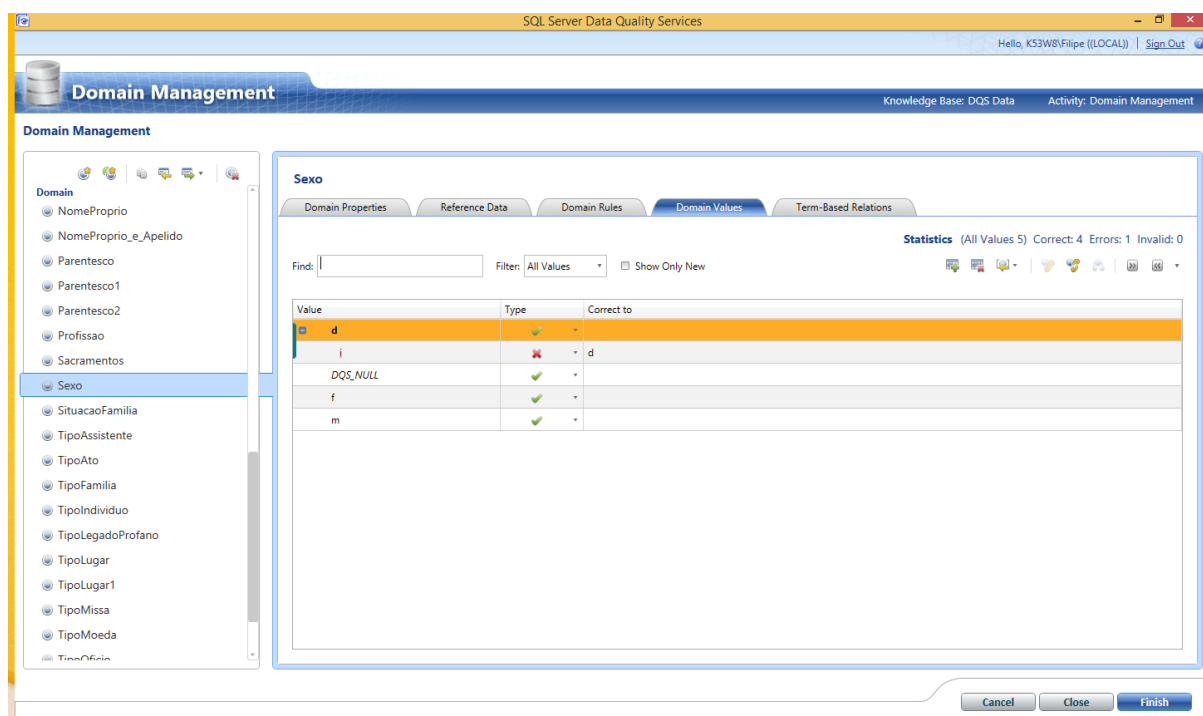 SQL Server Data Quality Services
Hello, K53W8\Filipe ((LOCAL)) | Sign Out
Domain Management
Knowledge Base: DQS Data Activity: Domain Management
Domain Management
Domain
NomeProprio
NomeProprio_e_Apelido
Parentesco
Parentesco1
Parentesco2
Profissao
Sacramentos
Sexo
SituacaoFamilia
TipoAssistente
TipoAto
TipoFamilia
TipoIndividuo
TipoLegadoProfano
TipoLugar
TipoLugar1
TipoMissa
TipoMoeda
TipoOficio
Sexo
Domain Properties Reference Data Domain Rules Domain Values Term-Based Relations
Statistics (All Values 5) Correct: 4 Errors: 1 Invalid: 0
Find: Filter: All Values Show Only New
Value Type Correct to
d
i d
DQS_NULL
f
m
Cancel Close Finish